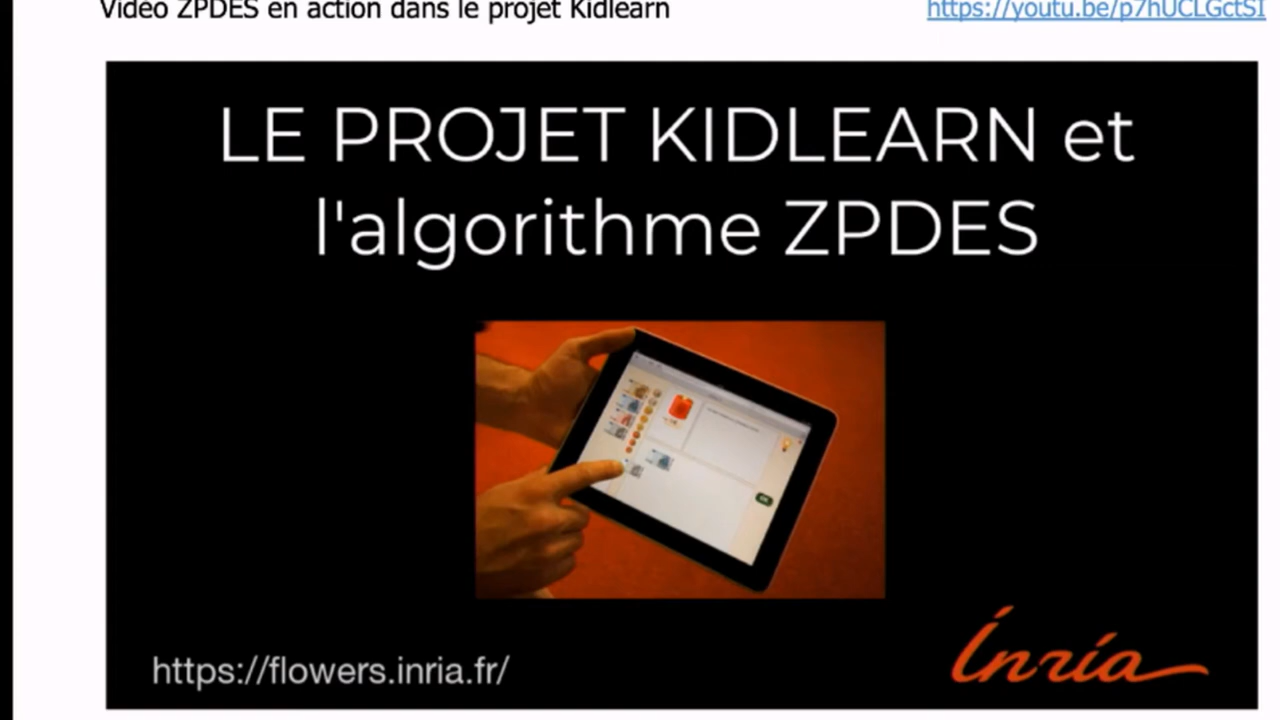 Vidéo ZPDES en action dans le projet Kidlearn
https://youtu.be/p7hUCLGctSI
LE PROJET KIDLEARN et
l'algorithme ZPDES
https://flowers.inria.fr/
Inria